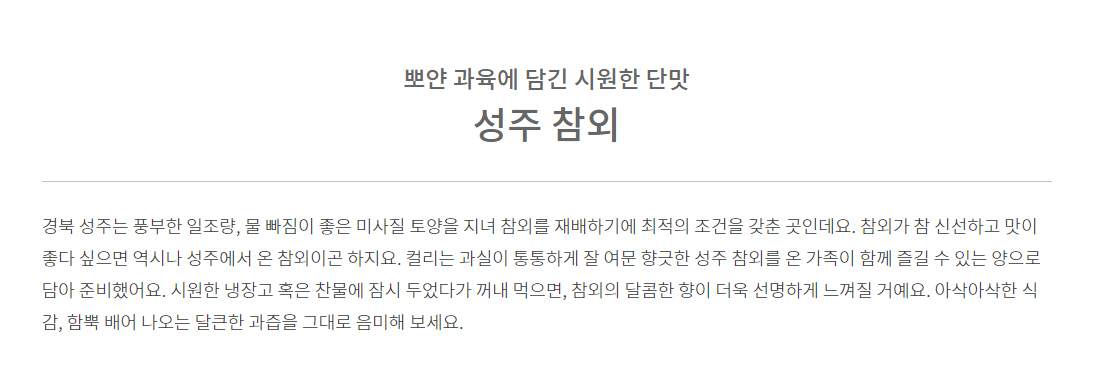 뽀얀 과육에 담긴 시원한 단맛
성주 참외
경북 성주는 풍부한 일조량, 물 빠짐이 좋은 미사질 토양을 지녀 참외를 재배하기에 최적의 조건을 갖춘 곳인데요. 참외가 참 신선하고 맛이
좋다 싶으면 역시나 성주에서 온 참외이곤 하지요. 컬리는 과실이 통통하게 잘 여문 향긋한 성주 참외를 온 가족이 함께 즐길 수 있는 양으로
담아 준비했어요. 시원한 냉장고 혹은 찬물에 잠시 두었다가 꺼내 먹으면, 참외의 달콤한 향이 더욱 선명하게 느껴질 거예요. 아삭아삭한 식
감, 함뿍 배어 나오는 달큰한 과즙을 그대로 음미해 보세요.